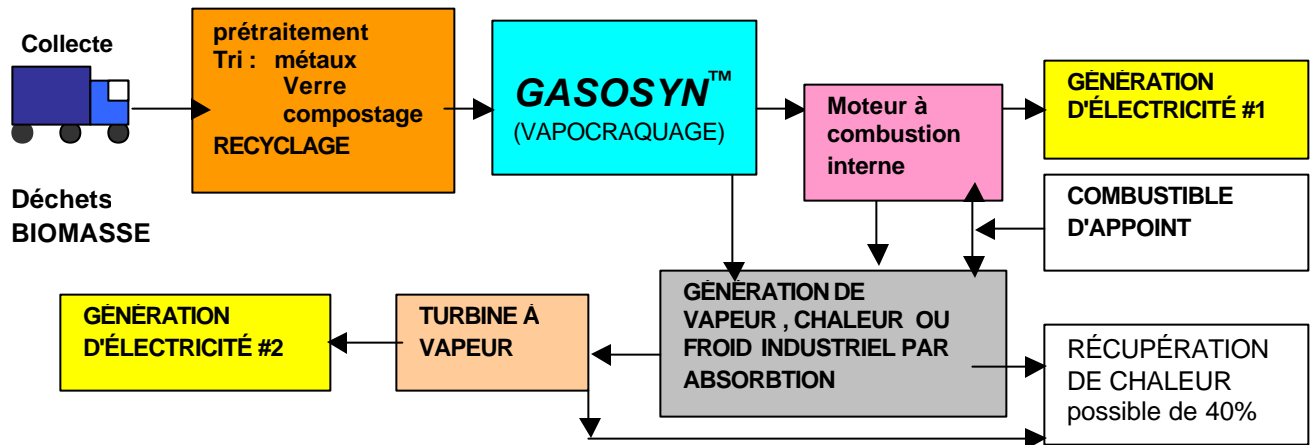 Collecte
Déchets
BIOMASSE
prétraitement
Tri : métaux
Verre
compostage
RECYCLAGE
GASOSYN™
(VAPOCRAQUAGE)
Moteur à
combustion
interne
GÉNÉRATION
D'ÉLECTRICITÉ #1
COMBUSTIBLE
D'APPOINT
GÉNÉRATION
D'ÉLECTRICITÉ #2
TURBINE À
VAPEUR
GÉNÉRATION DE
VAPEUR , CHALEUR OU
FROID INDUSTRIEL PAR
ABSORBTION
RÉCUPÉRATION
DE CHALEUR
possible de 40%